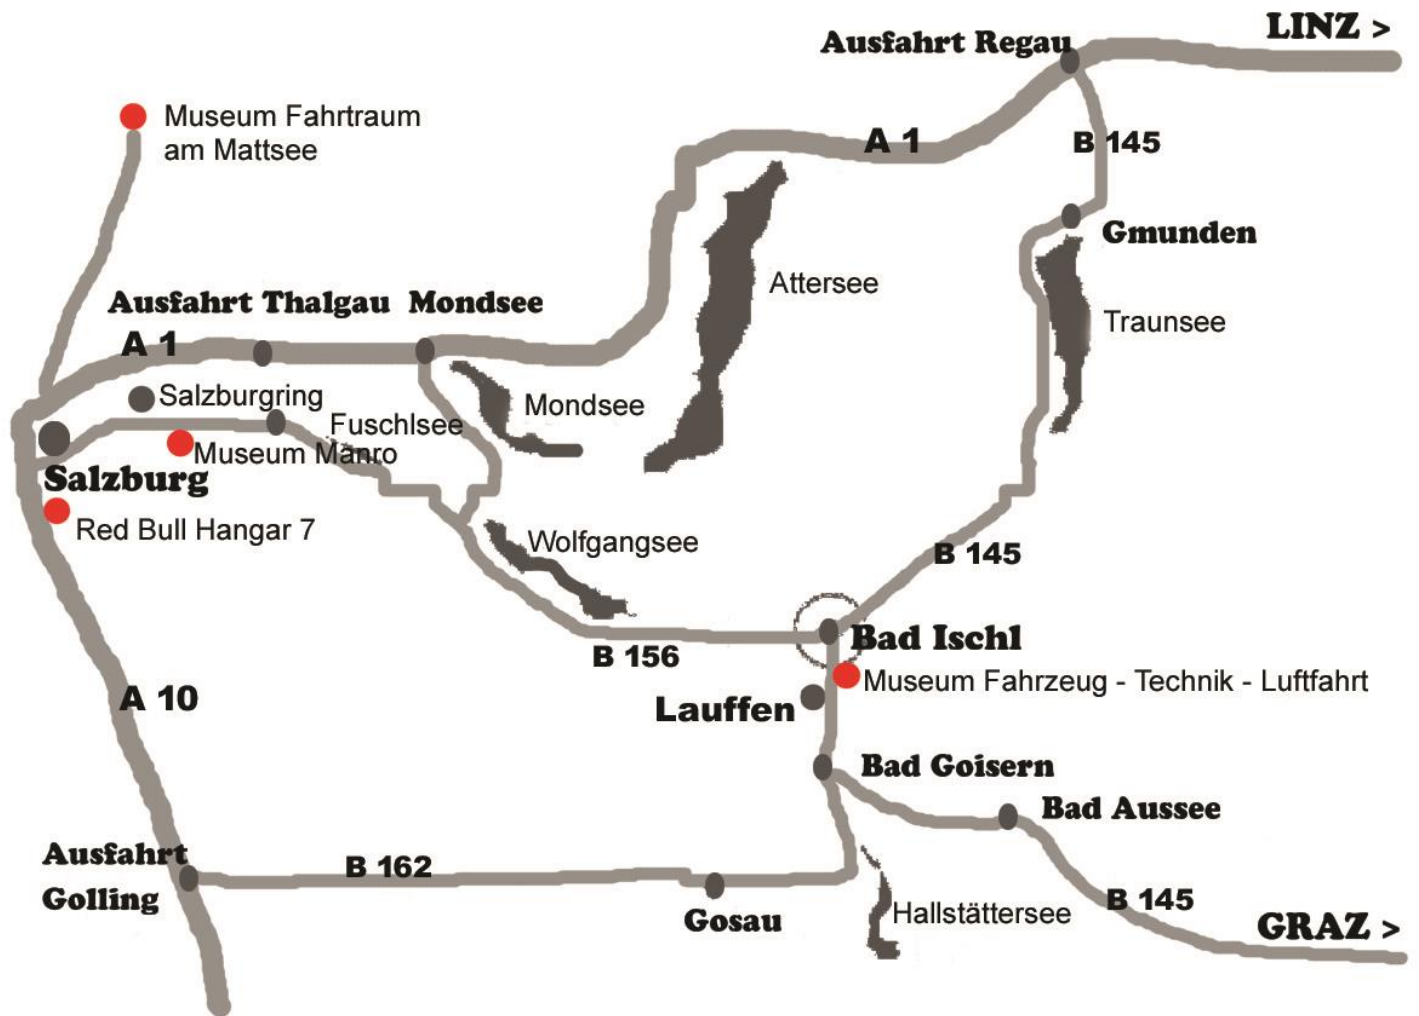 LINZ >
Ausfahrt Regau
Museum Fahrtraum
am Mattsee
A 1
B 145
Gmunden
Attersee
Ausfahrt Thalgau
Mondsee
Traunsee
A 1
Salzburgring
Mondsee
Fuschlsee
Museum Manro
Salzburg
Red Bull Hangar 7
Wolfgangsee
B 145
Bad Ischl
B 156
Museum Fahrzeug - Technik - Luftfahrt
A 10
Lauffen
Bad Goisern
Bad Aussee
Ausfahrt
Golling
B 162
B 145
Gosau
Hallstättersee
GRAZ >